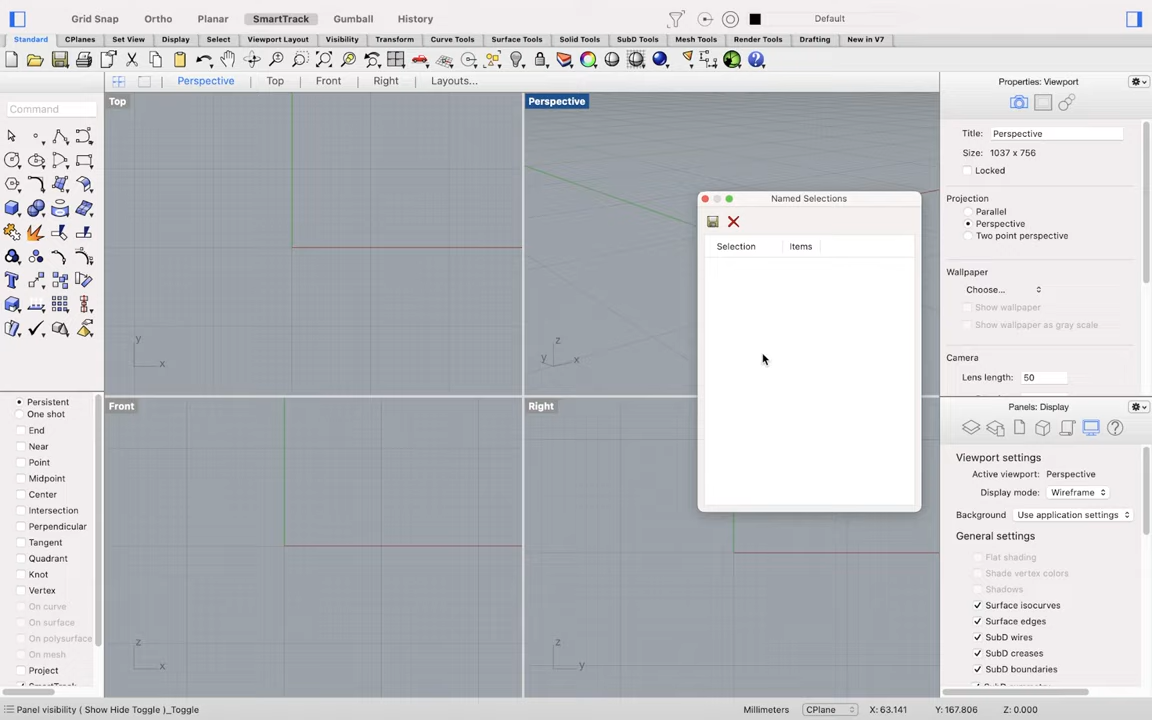 Grid Snap Ortho Planar SmartTrack Gumball History Default
Standard CPlanes Set View Display Select Viewport Layout Visibility Transform Curve Tools Surface Tools Solid Tools SubD Tools Mesh Tools Render Tools Drafting New in V7
Perspective Top Front Right Layouts...
Command
Top
Perspective
Front
Right
y
x
z
y
x
z
x
z
y
Named Selections
Selection Items
Properties: Viewport
Title: Perspective
Size: 1037 x 756
Locked
Projection
Parallel
Perspective
Two point perspective
Wallpaper
Choose...
Show wallpaper
Show wallpaper as gray scale
Camera
Lens length: 50
Panels: Display
Viewport settings
Active viewport: Perspective
Display mode: Wireframe
Background Use application settings
General settings
Flat shading
Shade vertex colors
Shadows
Surface isocurves
Surface edges
SubD wires
SubD creases
SubD boundaries
Persistent
One shot
End
Near
Point
Midpoint
Center
Intersection
Perpendicular
Tangent
Quadrant
Knot
Vertex
On curve
On surface
On polysurface
On mesh
Project
Panel visibility ( Show Hide Toggle )_Toggle
Millimeters CPlane X: 63.141 Y: 167.806 Z: 0.000